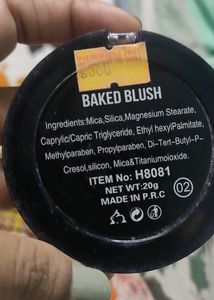 BAKED BLUSH
Ingredients:Mica,Silica,Magnesium Stearate,
Caprylic/Capric Triglyceride, Ethyl hexylPalmitate,
Methylparaben, Propylparaben, Di-Tert-Butyl-P-
Cresol,silicon, Mica&Titaniumoioxide.
ITEM No: H8081
NET WT:20g
MADE IN P.R.C
02